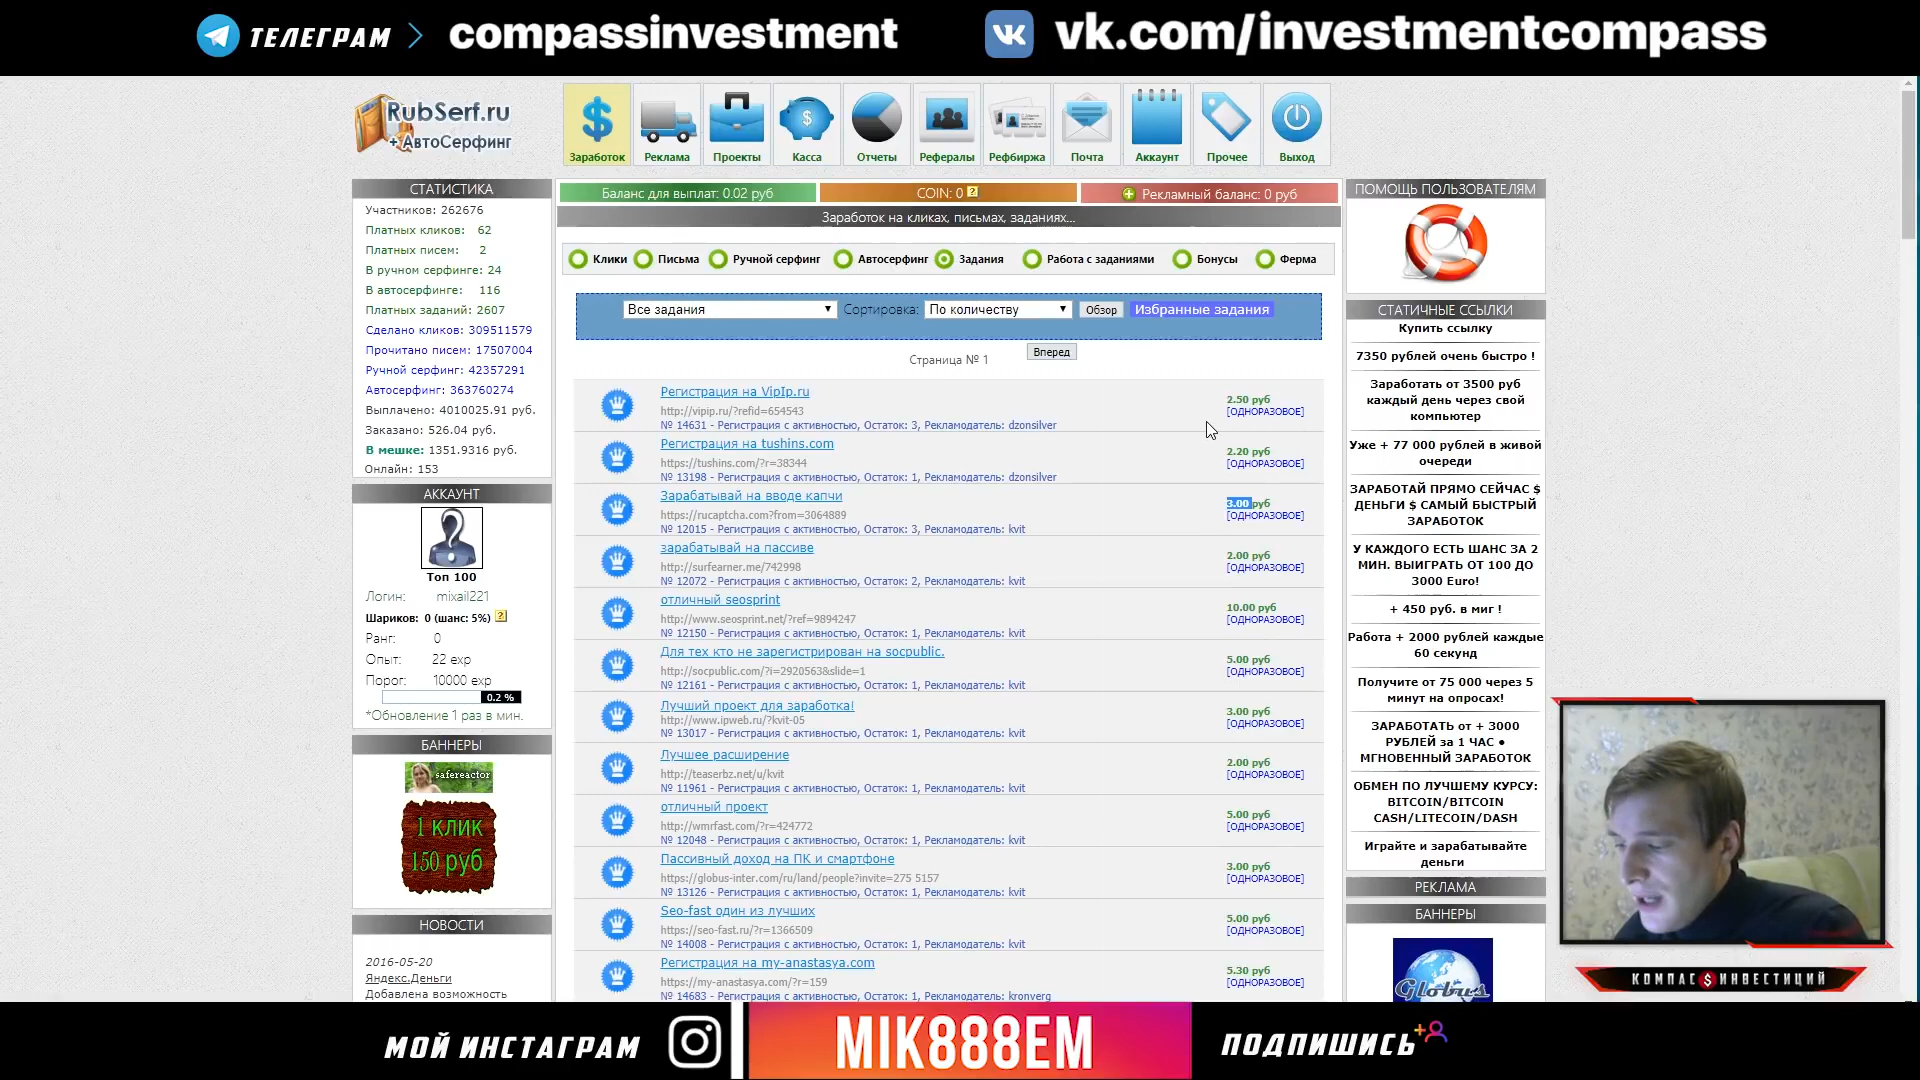 ТЕЛЕГРАМ > compassinvestment
vk.com/investmentcompass
RubSerf.ru
+ АвтоСерфинг
Заработок
Реклама
Проекты
Касса
Отчеты
Рефералы
Рефбиржа
Почта
Аккаунт
Прочее
Выход
СТАТИСТИКА
Участников: 262676
Платных кликов: 62
Платных писем: 2
В ручном серфинге: 24
В автосерфинге: 116
Платных заданий: 2607
Сделано кликов: 309511579
Прочитано писем: 17507004
Ручной серфинг: 42357291
Автосерфинг: 363760274
Выплачено: 4010025.91 руб.
Заказано: 526.04 руб.
В мешке: 1351.9316 руб.
Онлайн: 153
АККАУНТ
Топ 100
Логин: mixail221
Шариков: 0 (шанс: 5%) ?
Ранг: 0
Опыт: 22 exp
Порог: 10000 exp
0.2 %
*Обновление 1 раз в мин.
БАННЕРЫ
safereactor
1 клик
150 руб
НОВОСТИ
2016-05-20
Яндекс.Деньги
Добавлена возможность
Баланс для выплат: 0.02 руб
COIN: 0 ?
Рекламный баланс: 0 руб
Заработок на кликах, письмах, заданиях...
Клики
Письма
Ручной серфинг
Автосерфинг
Задания
Работа с заданиями
Бонусы
Ферма
Все задания
Сортировка:
По количеству
Обзор
Избранные задания
Страница № 1
Вперед
Регистрация на VipIp.ru
http://vipip.ru/?refid=654543
№ 14631 - Регистрация с активностью, Остаток: 3, Рекламодатель: dzonsilver
2.50 руб
[ОДНОРАЗОВОЕ]
Регистрация на tushins.com
https://tushins.com/?r=38344
№ 13198 - Регистрация с активностью, Остаток: 1, Рекламодатель: dzonsilver
2.20 руб
[ОДНОРАЗОВОЕ]
Зарабатывай на вводе капчи
https://rucaptcha.com?from=3064889
№ 12015 - Регистрация с активностью, Остаток: 3, Рекламодатель: kvit
3.00 руб
[ОДНОРАЗОВОЕ]
зарабатывай на пассиве
http://surfearner.me/742998
№ 12072 - Регистрация с активностью, Остаток: 2, Рекламодатель: kvit
2.00 руб
[ОДНОРАЗОВОЕ]
отличный seosprint
http://www.seosprint.net/?ref=9894247
№ 12150 - Регистрация с активностью, Остаток: 1, Рекламодатель: kvit
10.00 руб
[ОДНОРАЗОВОЕ]
Для тех кто не зарегистрирован на socpublic.
http://socpublic.com/?i=2920563&slide=1
№ 12161 - Регистрация с активностью, Остаток: 1, Рекламодатель: kvit
5.00 руб
[ОДНОРАЗОВОЕ]
Лучший проект для заработка!
http://www.ipweb.ru/?kvit-05
№ 13017 - Регистрация с активностью, Остаток: 1, Рекламодатель: kvit
3.00 руб
[ОДНОРАЗОВОЕ]
Лучшее расширение
http://teaserbz.net/u/kvit
№ 11961 - Регистрация с активностью, Остаток: 1, Рекламодатель: kvit
2.00 руб
[ОДНОРАЗОВОЕ]
отличный проект
http://wmrfast.com/?r=424772
№ 12048 - Регистрация с активностью, Остаток: 1, Рекламодатель: kvit
5.00 руб
[ОДНОРАЗОВОЕ]
Пассивный доход на ПК и смартфоне
https://globus-inter.com/ru/land/people?invite=275 5157
№ 13126 - Регистрация с активностью, Остаток: 1, Рекламодатель: kvit
3.00 руб
[ОДНОРАЗОВОЕ]
Seo-fast один из лучших
https://seo-fast.ru/?r=1366509
№ 14008 - Регистрация с активностью, Остаток: 1, Рекламодатель: kvit
5.00 руб
[ОДНОРАЗОВОЕ]
Регистрация на my-anastasya.com
https://my-anastasya.com/?r=159
№ 14683 - Регистрация с активностью, Остаток: 1, Рекламодатель: kronverg
5.30 руб
[ОДНОРАЗОВОЕ]
ПОМОЩЬ ПОЛЬЗОВАТЕЛЯМ
СТАТИЧНЫЕ ССЫЛКИ
Купить ссылку
7350 рублей очень быстро !
Заработать от 3500 руб
каждый день через свой
компьютер
Уже + 77 000 рублей в живой
очереди
ЗАРАБОТАЙ ПРЯМО СЕЙЧАС $
ДЕНЬГИ $ САМЫЙ БЫСТРЫЙ
ЗАРАБОТОК
У КАЖДОГО ЕСТЬ ШАНС ЗА 2
МИН. ВЫИГРАТЬ ОТ 100 ДО
3000 Euro!
+ 450 руб. в миг !
Работа + 2000 рублей каждые
60 секунд
Получите от 75 000 через 5
минут на опросах!
ЗАРАБОТАТЬ от + 3000
РУБЛЕЙ за 1 ЧАС ●
МГНОВЕННЫЙ ЗАРАБОТОК
ОБМЕН ПО ЛУЧШЕМУ КУРСУ:
BITCOIN/BITCOIN
CASH/LITECOIN/DASH
Играйте и зарабатывайте
деньги
РЕКЛАМА
БАННЕРЫ
Globus
КОМПАС $ ИНВЕСТИЦИЙ
МОЙ ИНСТАГРАМ
MIK888EM
ПОДПИШИСЬ